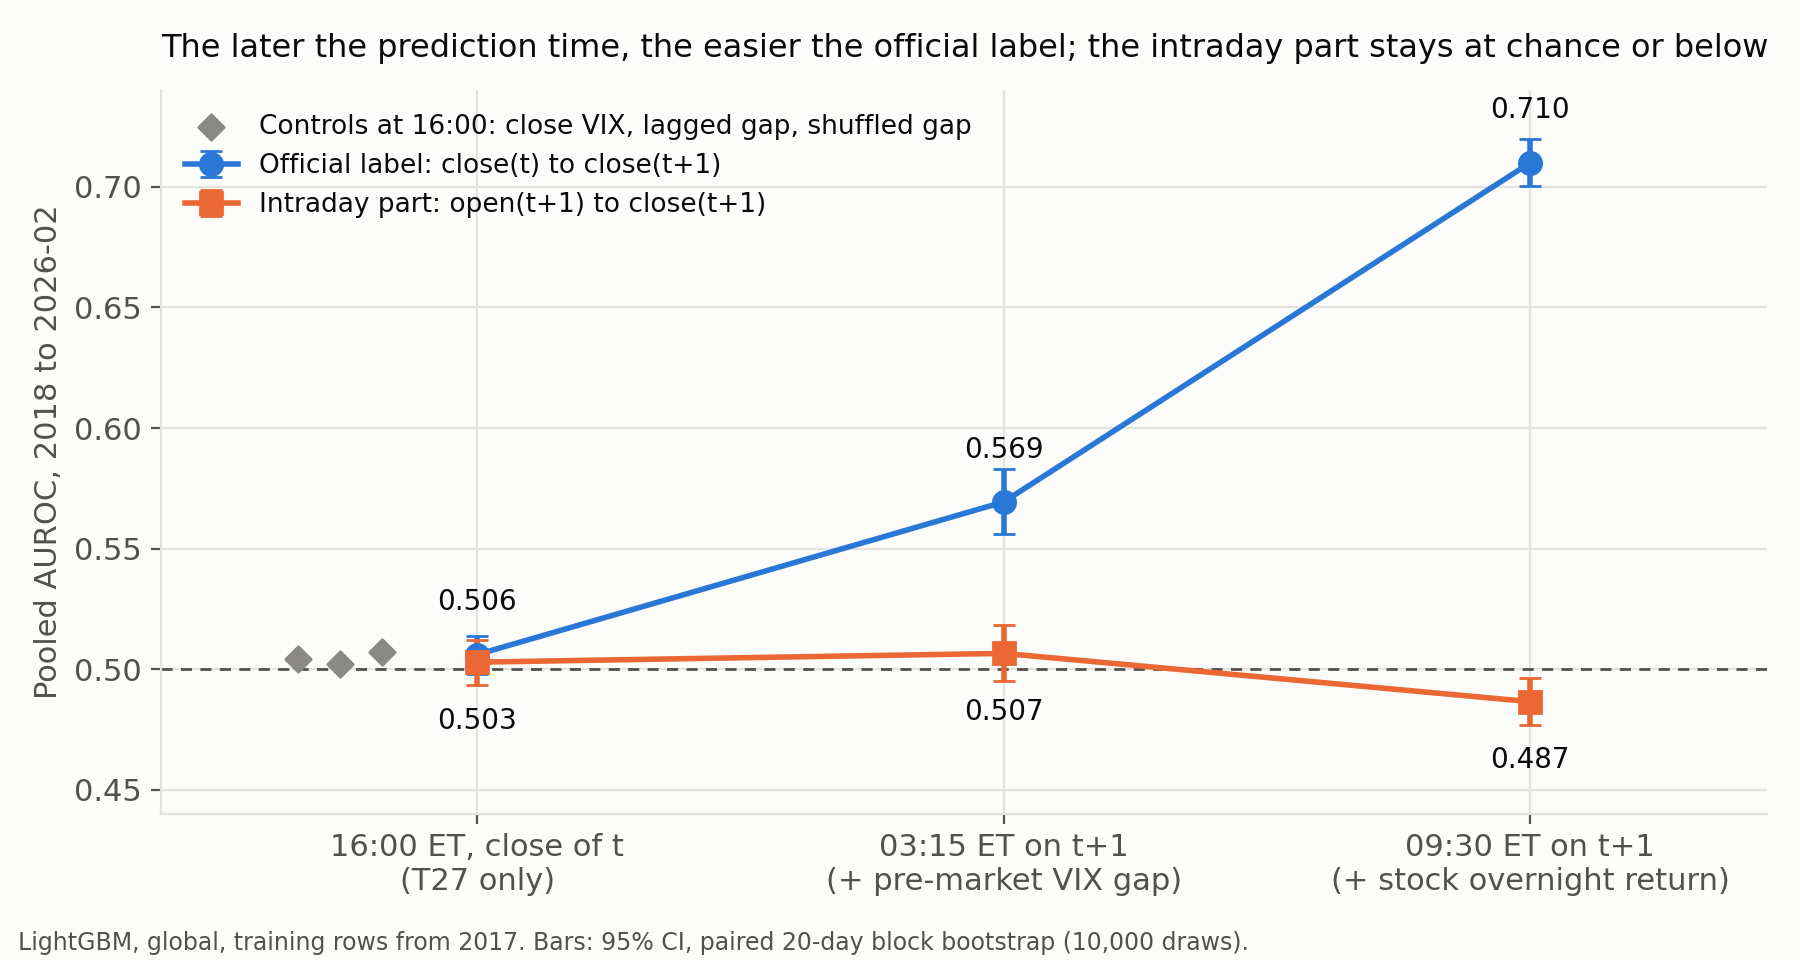 The later the prediction time, the easier the official label; the intraday part stays at chance or below
Controls at 16:00: close VIX, lagged gap, shuffled gap
Official label: close(t) to close(t+1)
Intraday part: open(t+1) to close(t+1)
Pooled AUROC, 2018 to 2026-02
0.70
0.65
0.60
0.55
0.50
0.45
0.506
0.503
0.569
0.507
0.710
0.487
16:00 ET, close of t
(T27 only)
03:15 ET on t+1
(+ pre-market VIX gap)
09:30 ET on t+1
(+ stock overnight return)
LightGBM, global, training rows from 2017. Bars: 95% CI, paired 20-day block bootstrap (10,000 draws).